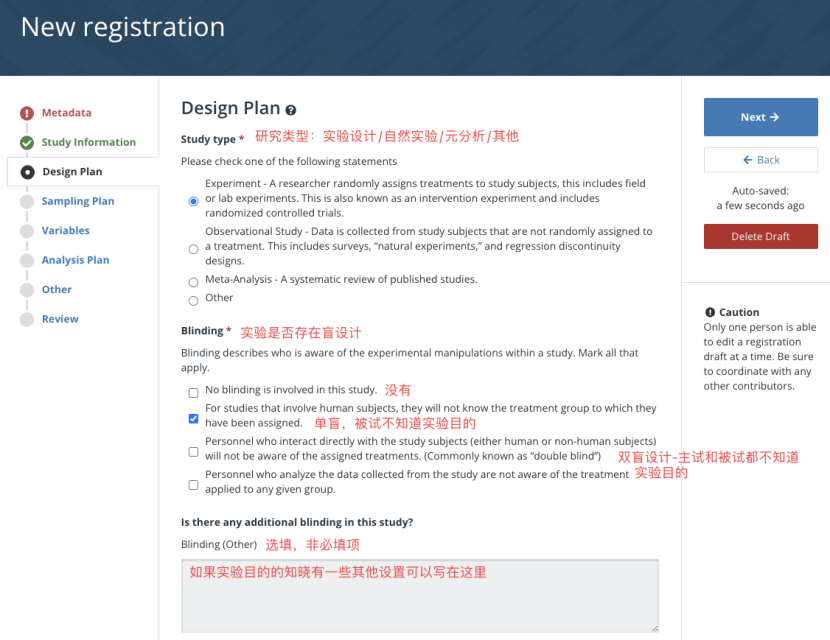 New registration
Metadata
Study Information
Design Plan
Sampling Plan
Variables
Analysis Plan
Other
Review
Design Plan
Study type * 研究类型：实验设计/自然实验/元分析/其他
Please check one of the following statements
Experiment - A researcher randomly assigns treatments to study subjects, this includes field
or lab experiments. This is also known as an intervention experiment and includes
randomized controlled trials.
Observational Study - Data is collected from study subjects that are not randomly assigned to
a treatment. This includes surveys, “natural experiments,” and regression discontinuity
designs.
Meta-Analysis - A systematic review of published studies.
Other
Blinding * 实验是否存在盲设计
Blinding describes who is aware of the experimental manipulations within a study. Mark all that
apply.
No blinding is involved in this study. 没有
For studies that involve human subjects, they will not know the treatment group to which they
have been assigned. 单盲，被试不知道实验目的
Personnel who interact directly with the study subjects (either human or non-human subjects)
will not be aware of the assigned treatments. (Commonly known as “double blind”) 双盲设计-主试和被试都不知道
实验目的
Personnel who analyze the data collected from the study are not aware of the treatment
applied to any given group.
Is there any additional blinding in this study?
Blinding (Other) 选填，非必填项
如果实验目的的知晓有一些其他设置可以写在这里
Next →
← Back
Auto-saved:
a few seconds ago
Delete Draft
Caution
Only one person is able
to edit a registration
draft at a time. Be sure
to coordinate with any
other contributors.